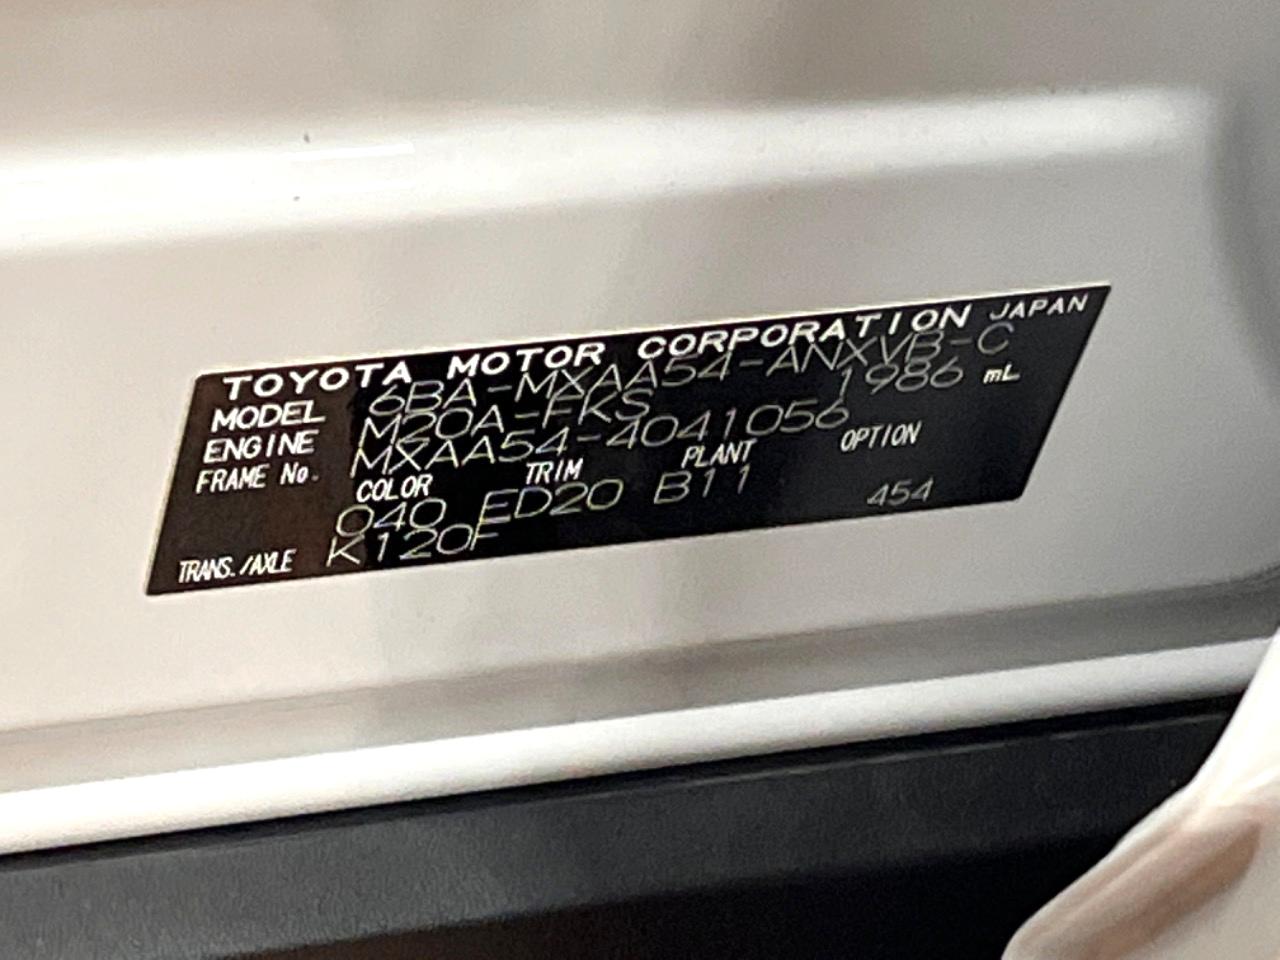 TOYOTA MOTOR CORPORATION JAPAN
MODEL 6BA-MXAA54-ANXVB-C
ENGINE M20A-FKS 1986 mL
FRAME No. MXAA54-4041056
COLOR TRIM PLANT OPTION
040 ED20 B11 454
TRANS./AXLE K120F